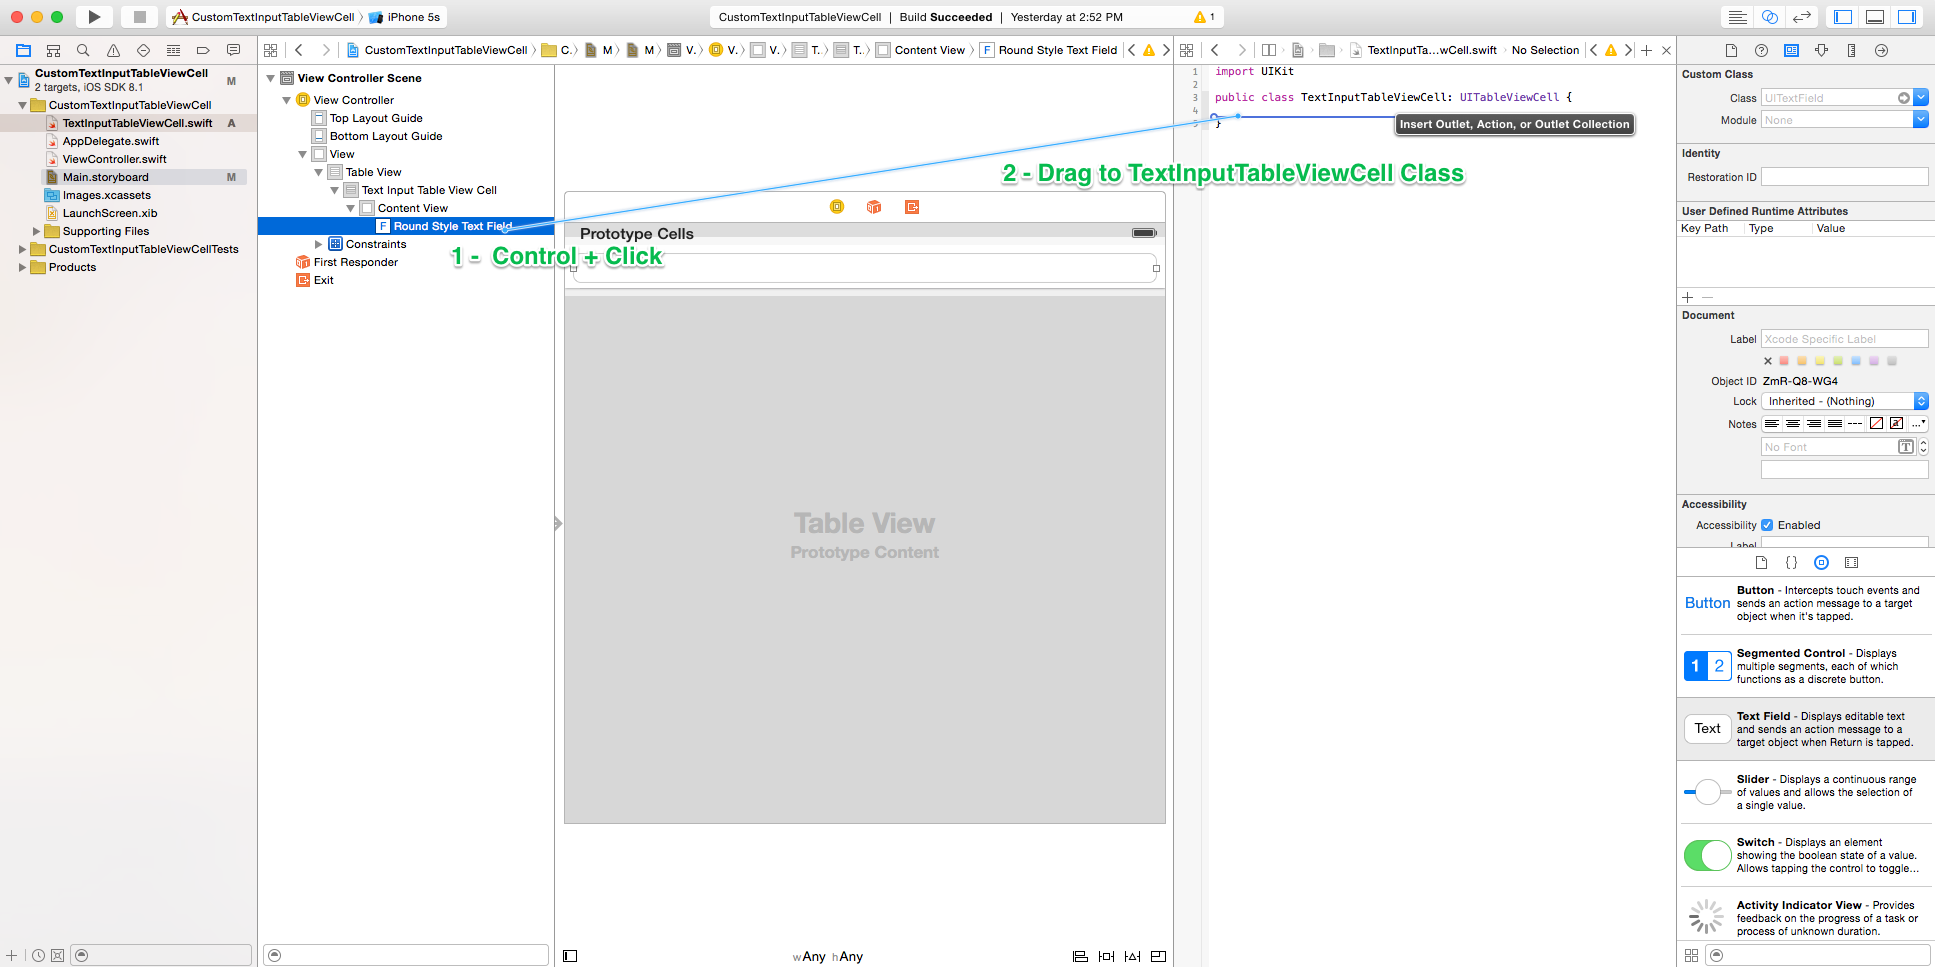 CustomTextInputTableViewCell
iPhone 5s
CustomTextInputTableViewCell | Build Succeeded | Yesterday at 2:52 PM
1
CustomTextInputTableViewCell
C.
M
M
V.
V.
V.
T.
T.
Content View
F Round Style Text Field
TextInputTa...wCell.swift
No Selection
CustomTextInputTableViewCell
M
2 targets, iOS SDK 8.1
CustomTextInputTableViewCell
TextInputTableViewCell.swift
A
AppDelegate.swift
ViewController.swift
Main.storyboard
M
Images.xcassets
LaunchScreen.xib
Supporting Files
CustomTextInputTableViewCellTests
Products
View Controller Scene
View Controller
Top Layout Guide
Bottom Layout Guide
View
Table View
Text Input Table View Cell
Content View
F Round Style Text Field
Constraints
First Responder
Exit
1 - Control + Click
2 - Drag to TextInputTableViewCell Class
Prototype Cells
Table View
Prototype Content
wAny hAny
1 import UIKit
2
3 public class TextInputTableViewCell: UITableViewCell {
4
5 }
Insert Outlet, Action, or Outlet Collection
Custom Class
Class UITextField
Module None
Identity
Restoration ID
User Defined Runtime Attributes
Key Path Type Value
Document
Label Xcode Specific Label
Object ID ZmR-Q8-WG4
Lock Inherited - (Nothing)
Notes
No Font
Accessibility
Accessibility Enabled
Label
Button
Button - Intercepts touch events and
sends an action message to a target
object when it's tapped.
1 2
Segmented Control - Displays
multiple segments, each of which
functions as a discrete button.
Text
Text Field - Displays editable text
and sends an action message to a
target object when Return is tapped.
Slider - Displays a continuous range
of values and allows the selection of
a single value.
Switch - Displays an element
showing the boolean state of a value.
Allows tapping the control to toggle...
Activity Indicator View - Provides
feedback on the progress of a task or
process of unknown duration.